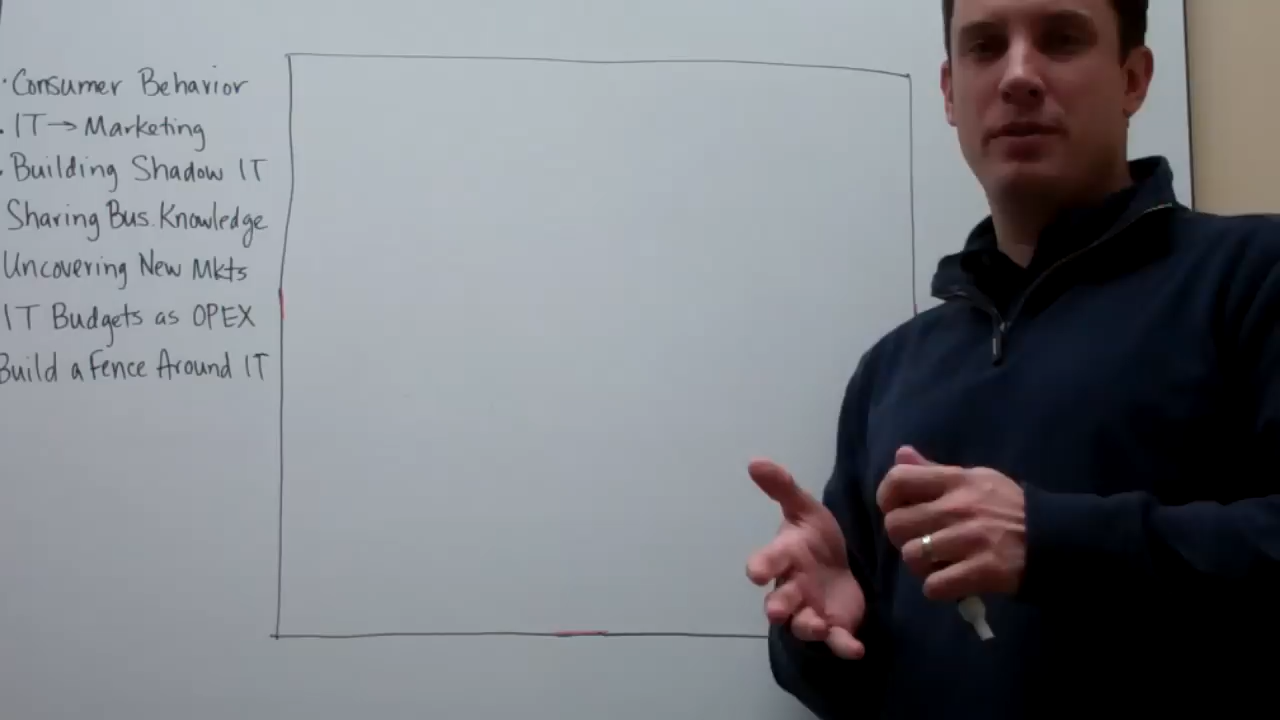 · Consumer Behavior
· IT → Marketing
· Building Shadow IT
Sharing Bus. Knowledge
Uncovering New Mkts
IT Budgets as OPEX
Build a Fence Around IT